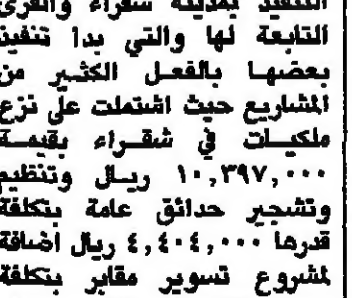 التنفيذ بمدينة شقراء والقرى
التابعة لها والتي بدا تنفيذ
بعضها بالفعل الكثير من
المشاريع حيث اشتملت على نزع
ملكيات في شقراء بقيمة
١٠,٣٩٧,٠٠٠ ريال وتنظيم
وتشجير حدائق عامة بتكلفة
قدرها ٤,٤٠٤,٠٠٠ ريال اضافة
لمشروع تسوير مقابر بتكلفة